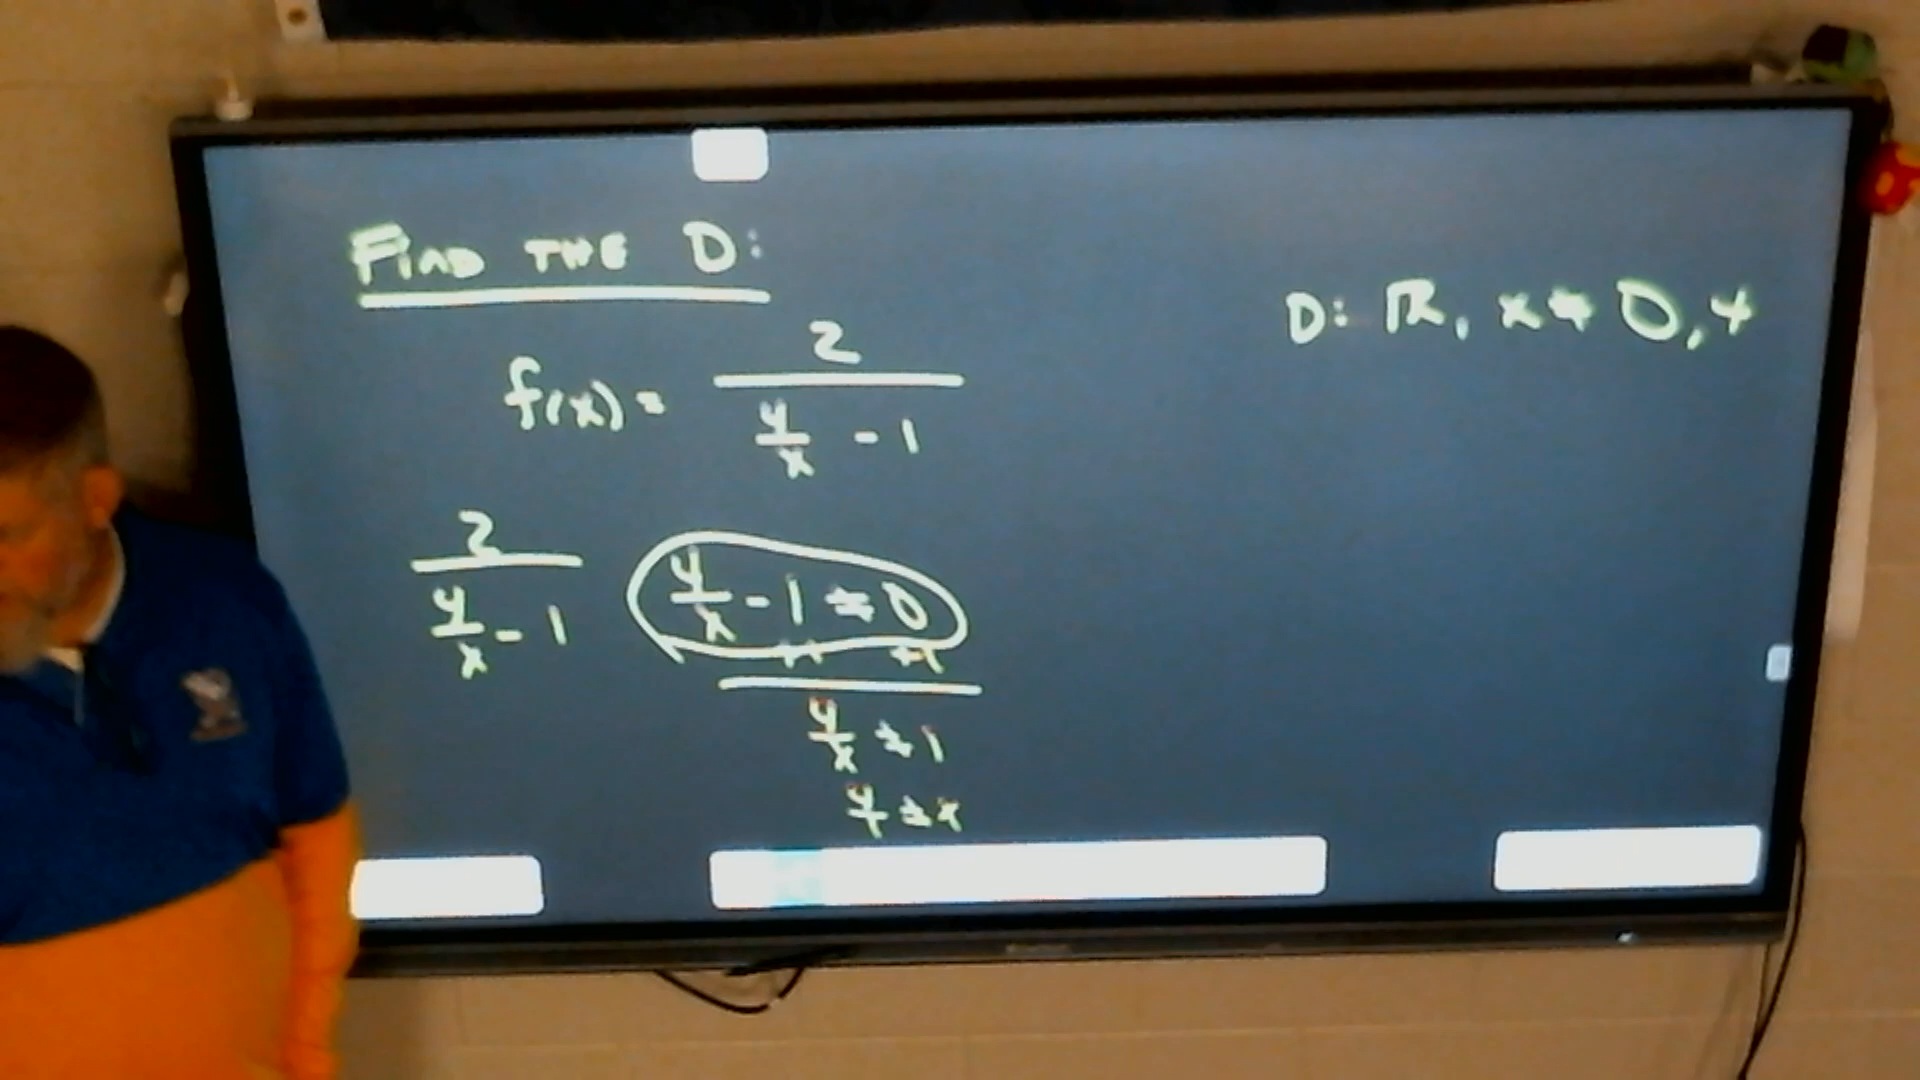 FIND THE D:
D: ℝ, x ≠ 0, 4
f(x) = 2 / (4/x - 1)
2 / (4/x - 1)
4/x - 1 ≠ 0
+1 +1
4/x ≠ 1
4 ≠ x